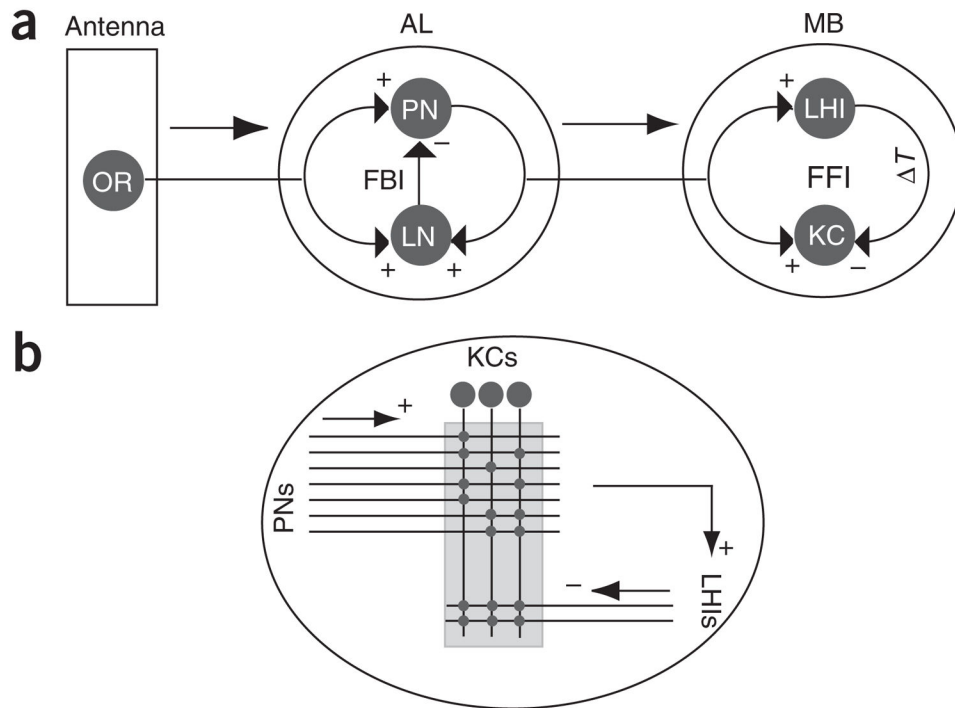 a
Antenna
AL
MB
+
PN
−
+
LHI
OR
FBI
FFI
ΔT
LN
+
+
KC
+
−
b
KCs
+
PNs
+
−
LHIs